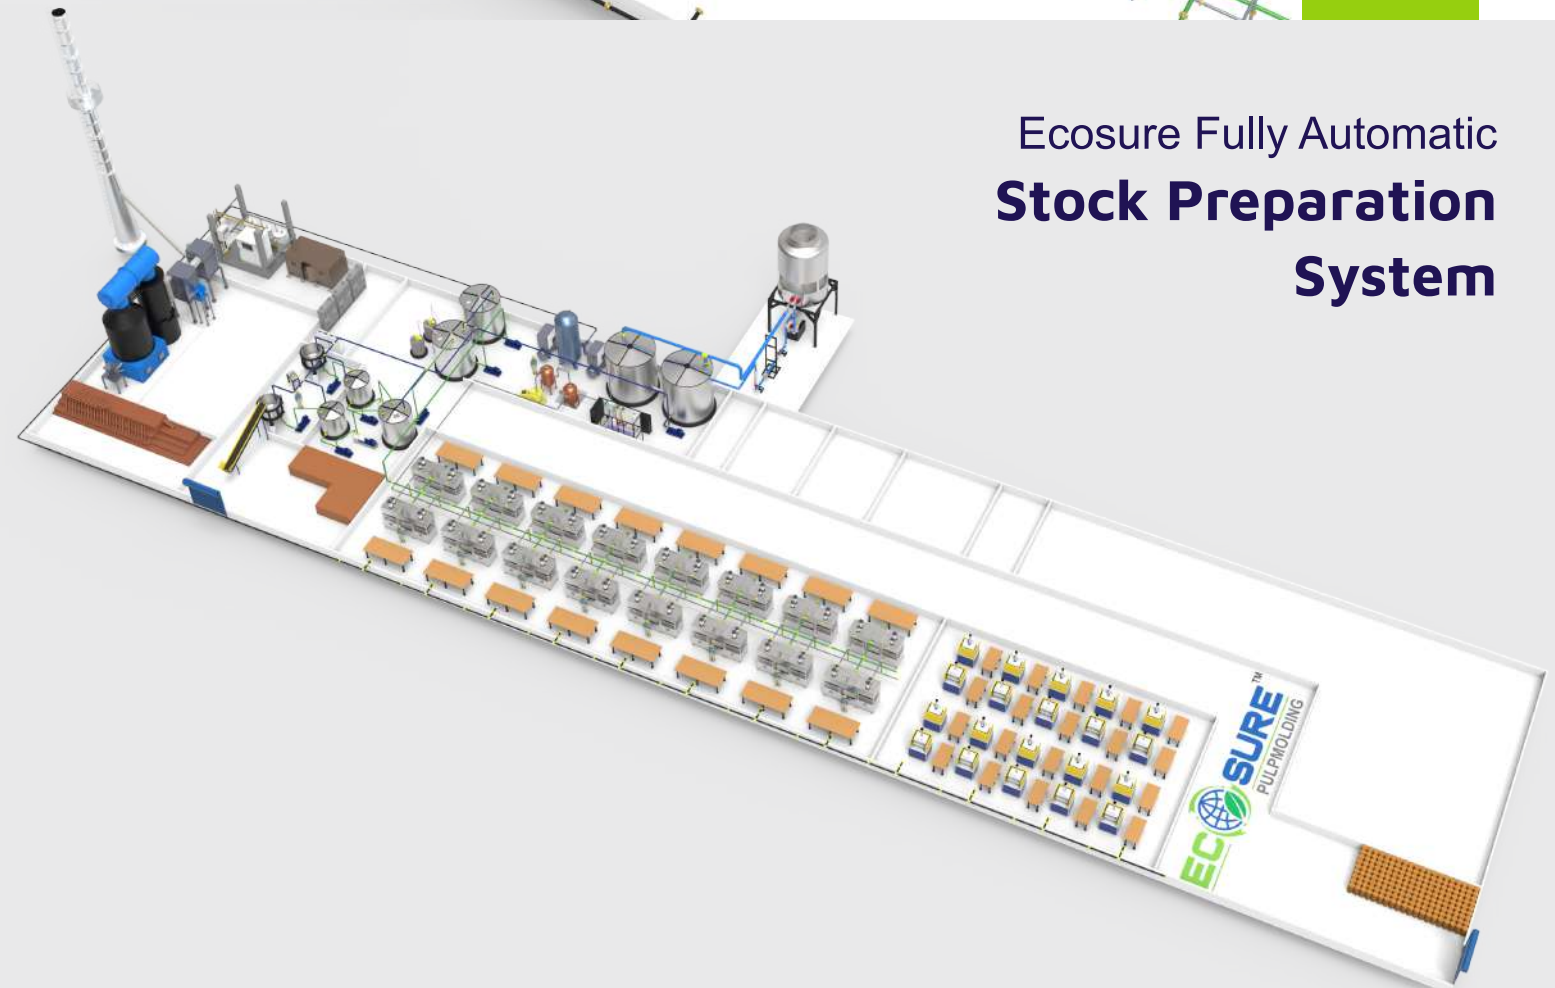 Ecosure Fully Automatic
Stock Preparation
System
ECOSURE™
PULPMOLDING